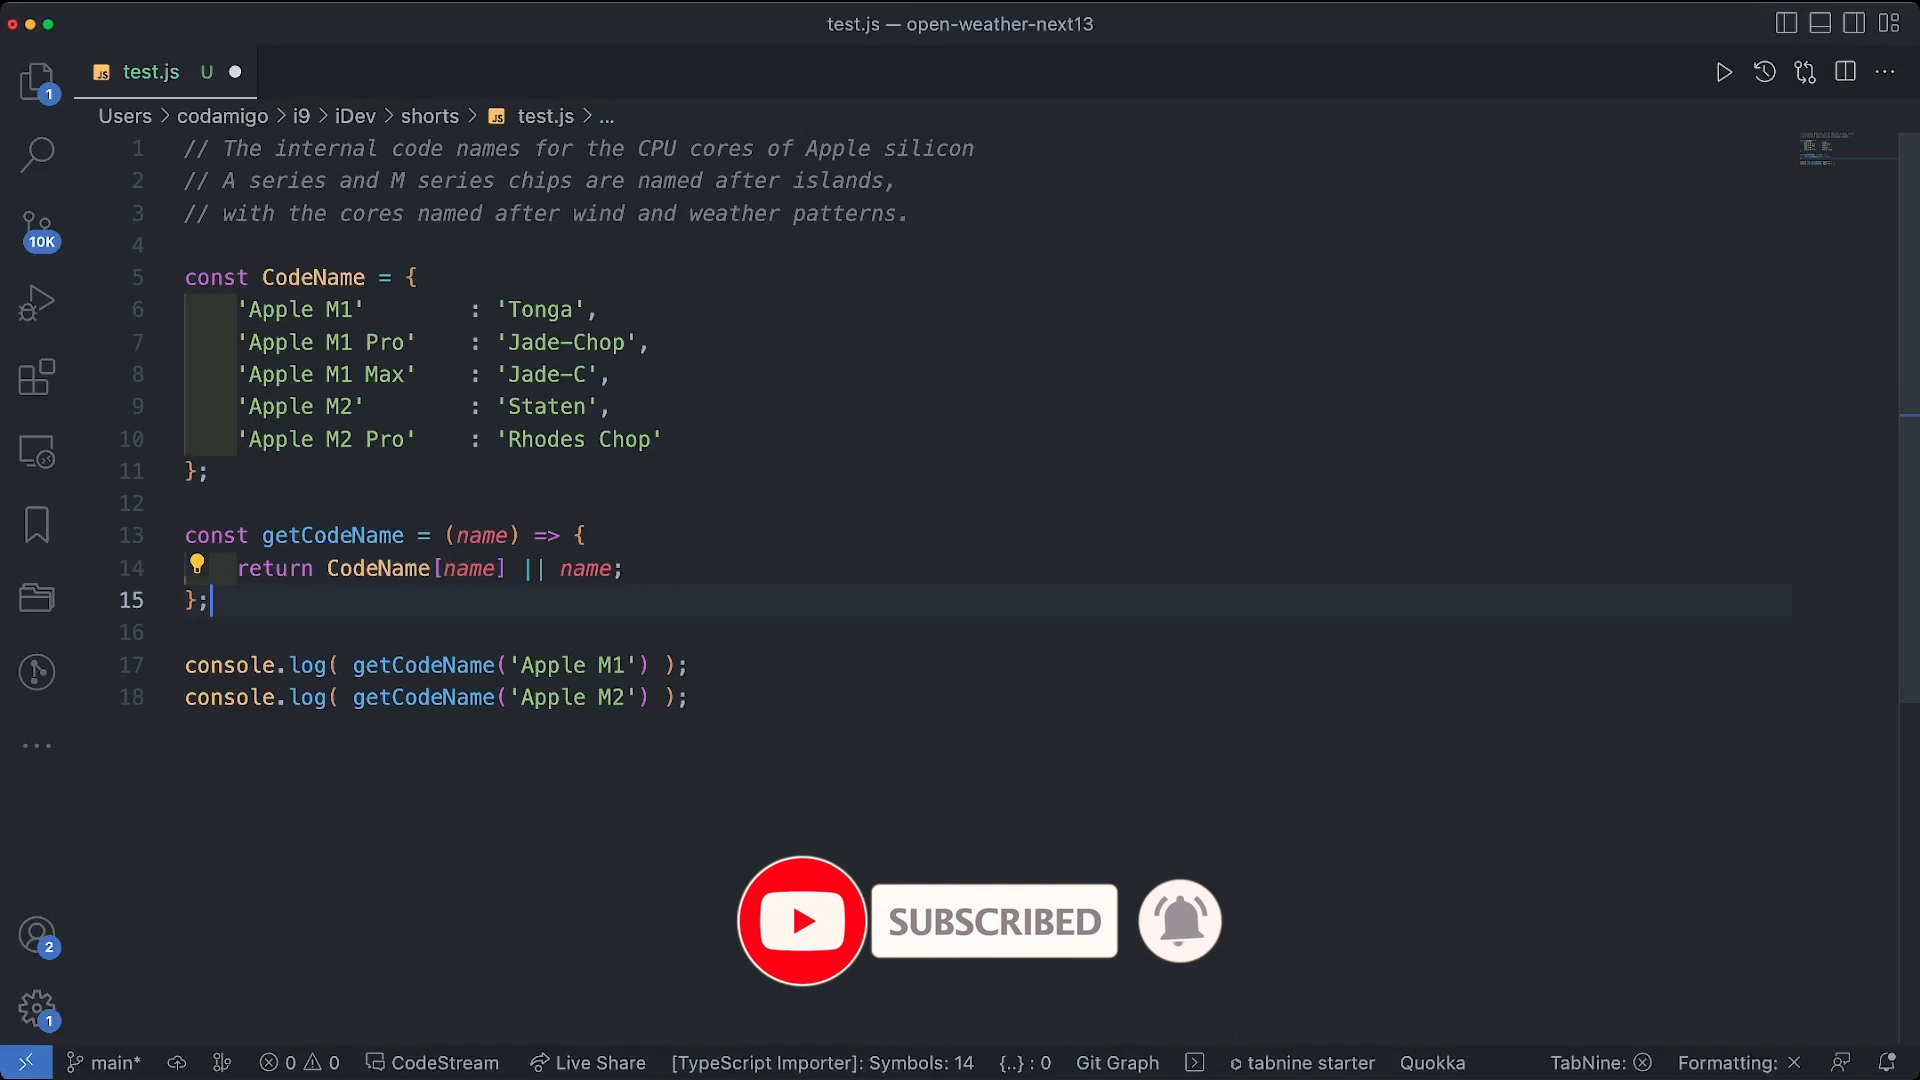 test.js — open-weather-next13
test.js U
Users > codamigo > i9 > iDev > shorts > JS test.js > ...
1 // The internal code names for the CPU cores of Apple silicon
2 // A series and M series chips are named after islands,
3 // with the cores named after wind and weather patterns.
4
5 const CodeName = {
6 'Apple M1' : 'Tonga',
7 'Apple M1 Pro' : 'Jade-Chop',
8 'Apple M1 Max' : 'Jade-C',
9 'Apple M2' : 'Staten',
10 'Apple M2 Pro' : 'Rhodes Chop'
11 };
12
13 const getCodeName = (name) => {
14 return CodeName[name] || name;
15 };
16
17 console.log( getCodeName('Apple M1') );
18 console.log( getCodeName('Apple M2') );
1
10K
2
1
SUBSCRIBED
main* 0 0 CodeStream Live Share [TypeScript Importer]: Symbols: 14 {..} : 0 Git Graph tabnine starter Quokka TabNine: Formatting: ×